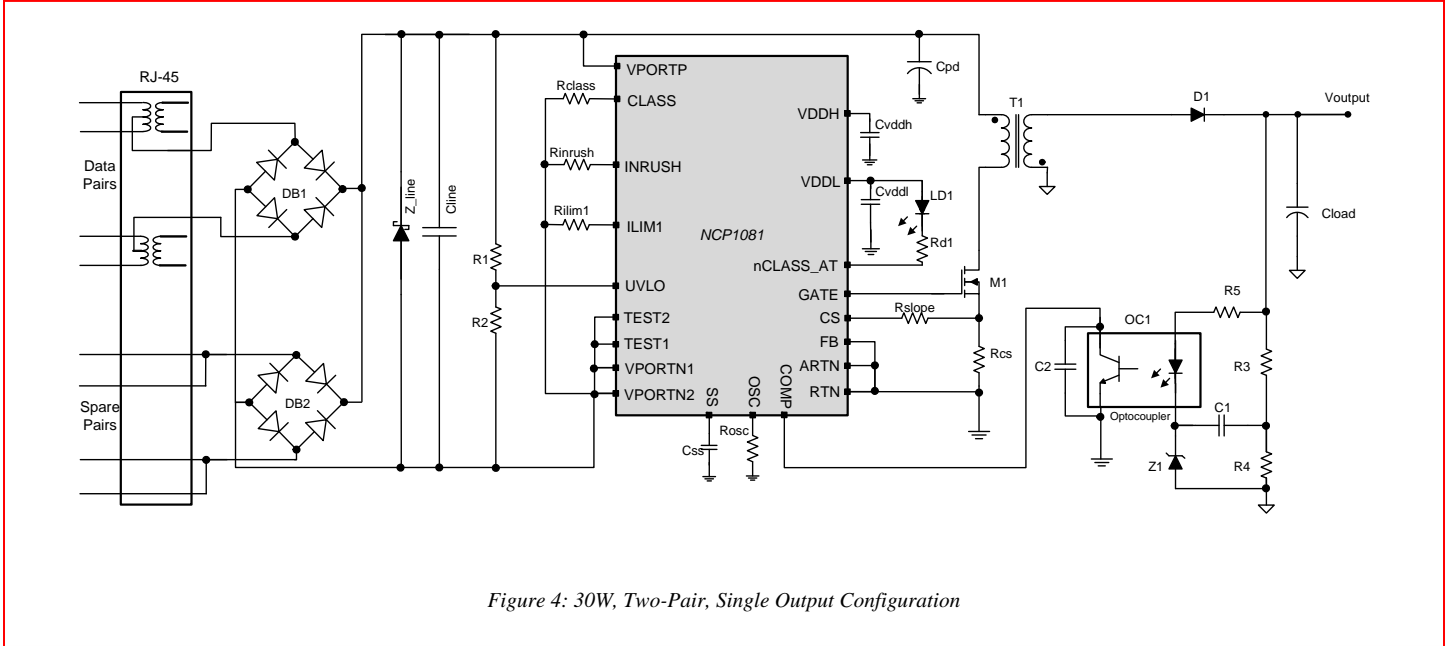 RJ-45
Data
Pairs
Spare
Pairs
DB1
DB2
Z_line
Cline
R1
R2
Rclass
Rinrush
Rilim1
VPORTP
CLASS
INRUSH
ILIM1
UVLO
TEST2
TEST1
VPORTN1
VPORTN2
NCP1081
VDDH
VDDL
nCLASS_AT
GATE
CS
FB
ARTN
RTN
SS
OSC
COMP
Css
Rosc
Cpd
Cvddh
Cvddl
LD1
Rd1
Rslope
M1
Rcs
T1
D1
Voutput
Cload
R5
OC1
C2
Optocoupler
C1
R3
Z1
R4
Figure 4: 30W, Two-Pair, Single Output Configuration